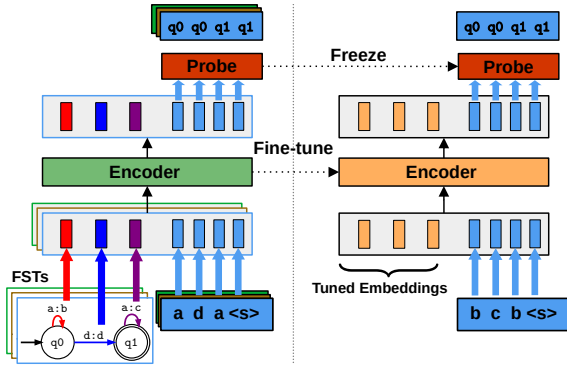 q0 q0 q1 q1
q0 q0 q1 q1
Probe
Freeze
Probe
Encoder
Fine-tune
Encoder
FSTs
a:b
a:c
q0
d:d
q1
a d a <s>
Tuned Embeddings
b c b <s>